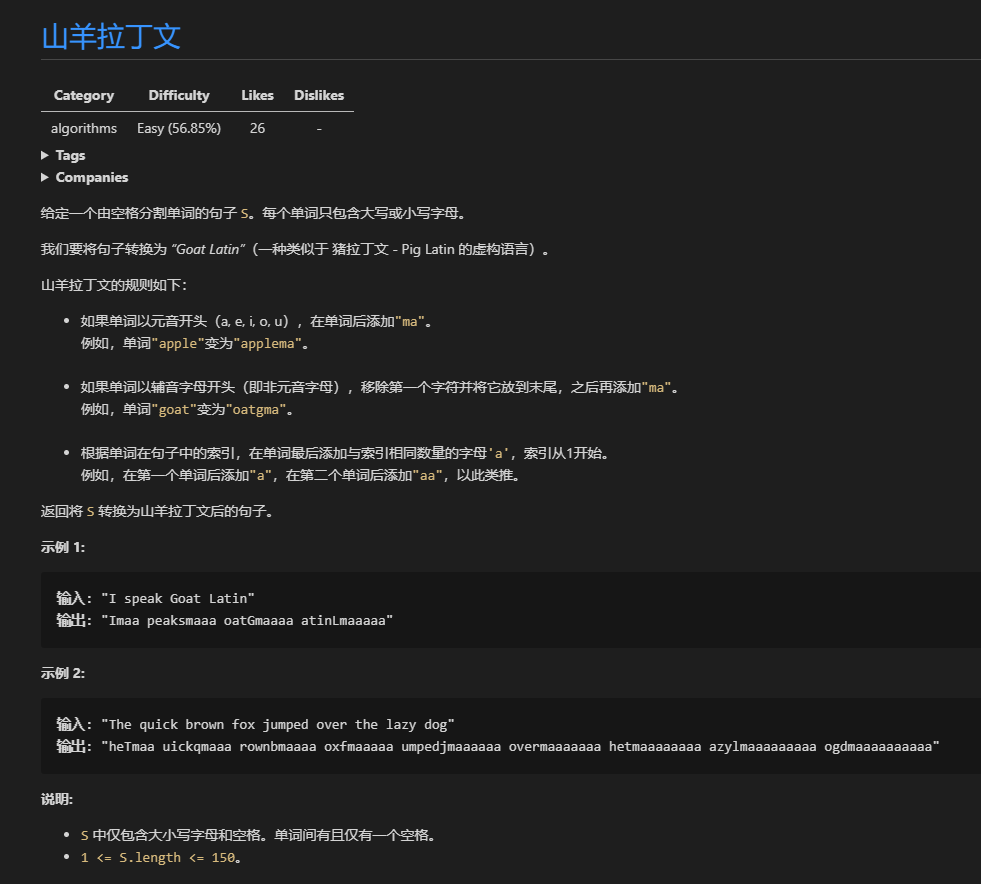 山羊拉丁文
Category Difficulty Likes Dislikes
algorithms Easy (56.85%) 26 -
Tags
Companies
给定一个由空格分割单词的句子 S。每个单词只包含大写或小写字母。
我们要将句子转换为 “Goat Latin”（一种类似于 猪拉丁文 - Pig Latin 的虚构语言）。
山羊拉丁文的规则如下：
如果单词以元音开头（a, e, i, o, u），在单词后添加"ma"。
例如，单词"apple"变为"applema"。
如果单词以辅音字母开头（即非元音字母），移除第一个字符并将它放到末尾，之后再添加"ma"。
例如，单词"goat"变为"oatgma"。
根据单词在句子中的索引，在单词最后添加与索引相同数量的字母'a'，索引从1开始。
例如，在第一个单词后添加"a"，在第二个单词后添加"aa"，以此类推。
返回将 S 转换为山羊拉丁文后的句子。
示例 1:
输入: "I speak Goat Latin"
输出: "Imaa peaksmaaa oatGmaaaa atinLmaaaaa"
示例 2:
输入: "The quick brown fox jumped over the lazy dog"
输出: "heTmaa uickqmaaa rownbmaaaa oxfmaaaaa umpedjmaaaaaa overmaaaaaaa hetmaaaaaaaa azylmaaaaaaaaa ogdmaaaaaaaaaa"
说明:
S 中仅包含大小写字母和空格。单词间有且仅有一个空格。
1 <= S.length <= 150。